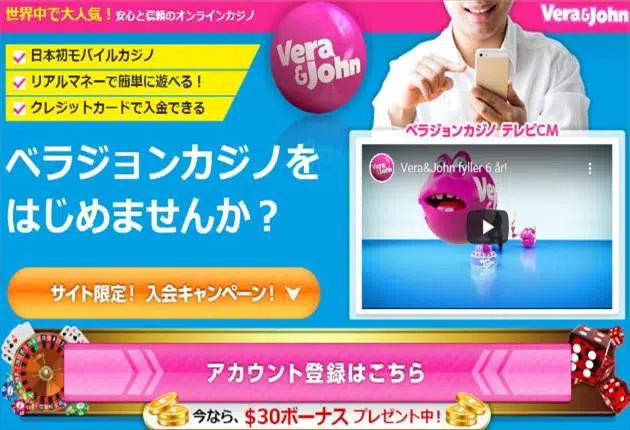 世界中で大人気！安心と信頼のオンラインカジノ
Vera&John
日本初モバイルカジノ
リアルマネーで簡単に遊べる！
クレジットカードで入金できる
Vera
&John
ベラジョンカジノ テレビCM
ベラジョンカジノを
はじめませんか？
Vera&John fyller 6 år!
サイト限定！ 入会キャンペーン！
アカウント登録はこちら
今なら、$30ボーナス プレゼント中！